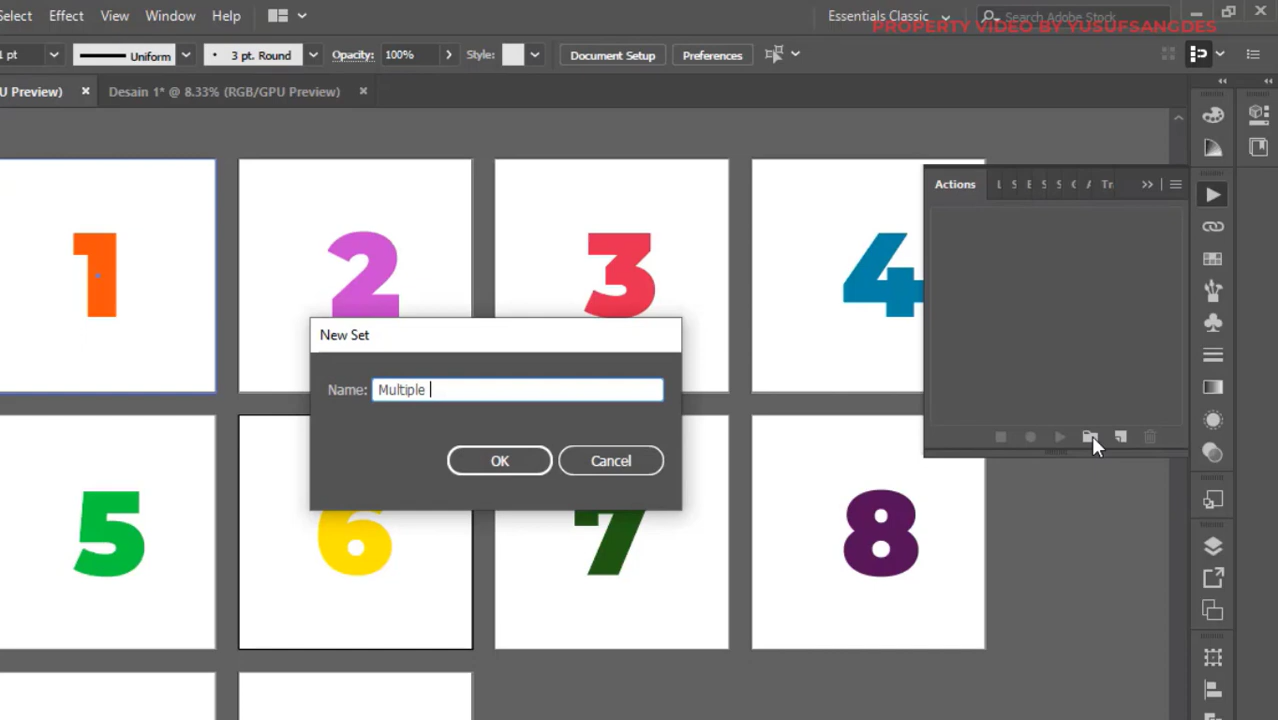 Select Effect View Window Help Essentials Classic Search Adobe Stock
PROPERTY VIDEO BY YUSUFSANGDES
1 pt Uniform 3 pt. Round Opacity: 100% Style: Document Setup Preferences
U Preview) × Desain 1* @ 8.33% (RGB/GPU Preview) ×
Actions L S E S S C A Tr
1 2 3 4
New Set
Name: Multiple
OK Cancel
5 6 7 8